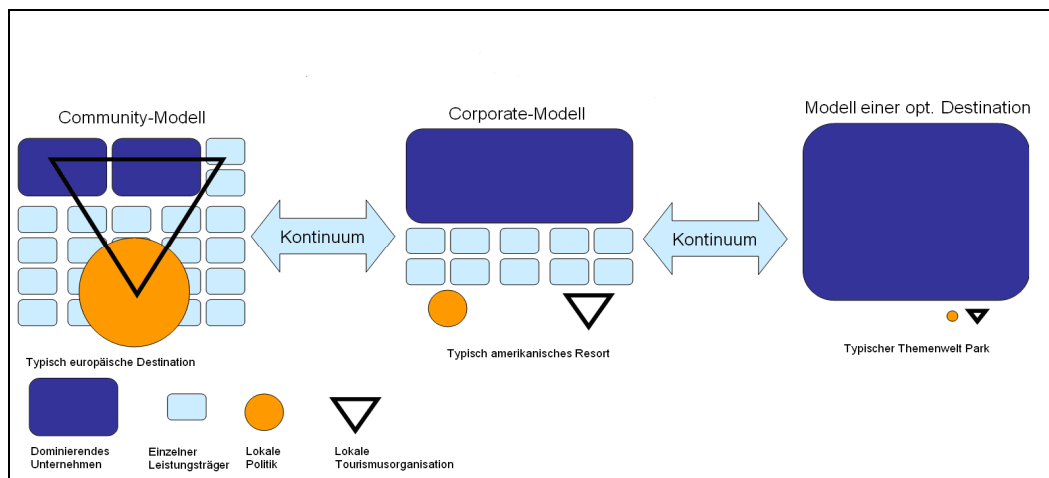 Community-Modell
Corporate-Modell
Modell einer opt. Destination
Kontinuum
Kontinuum
Typisch europäische Destination
Typisch amerikanisches Resort
Typischer Themenwelt Park
Dominierendes
Unternehmen
Einzelner
Leistungsträger
Lokale
Politik
Lokale
Tourismusorganisation